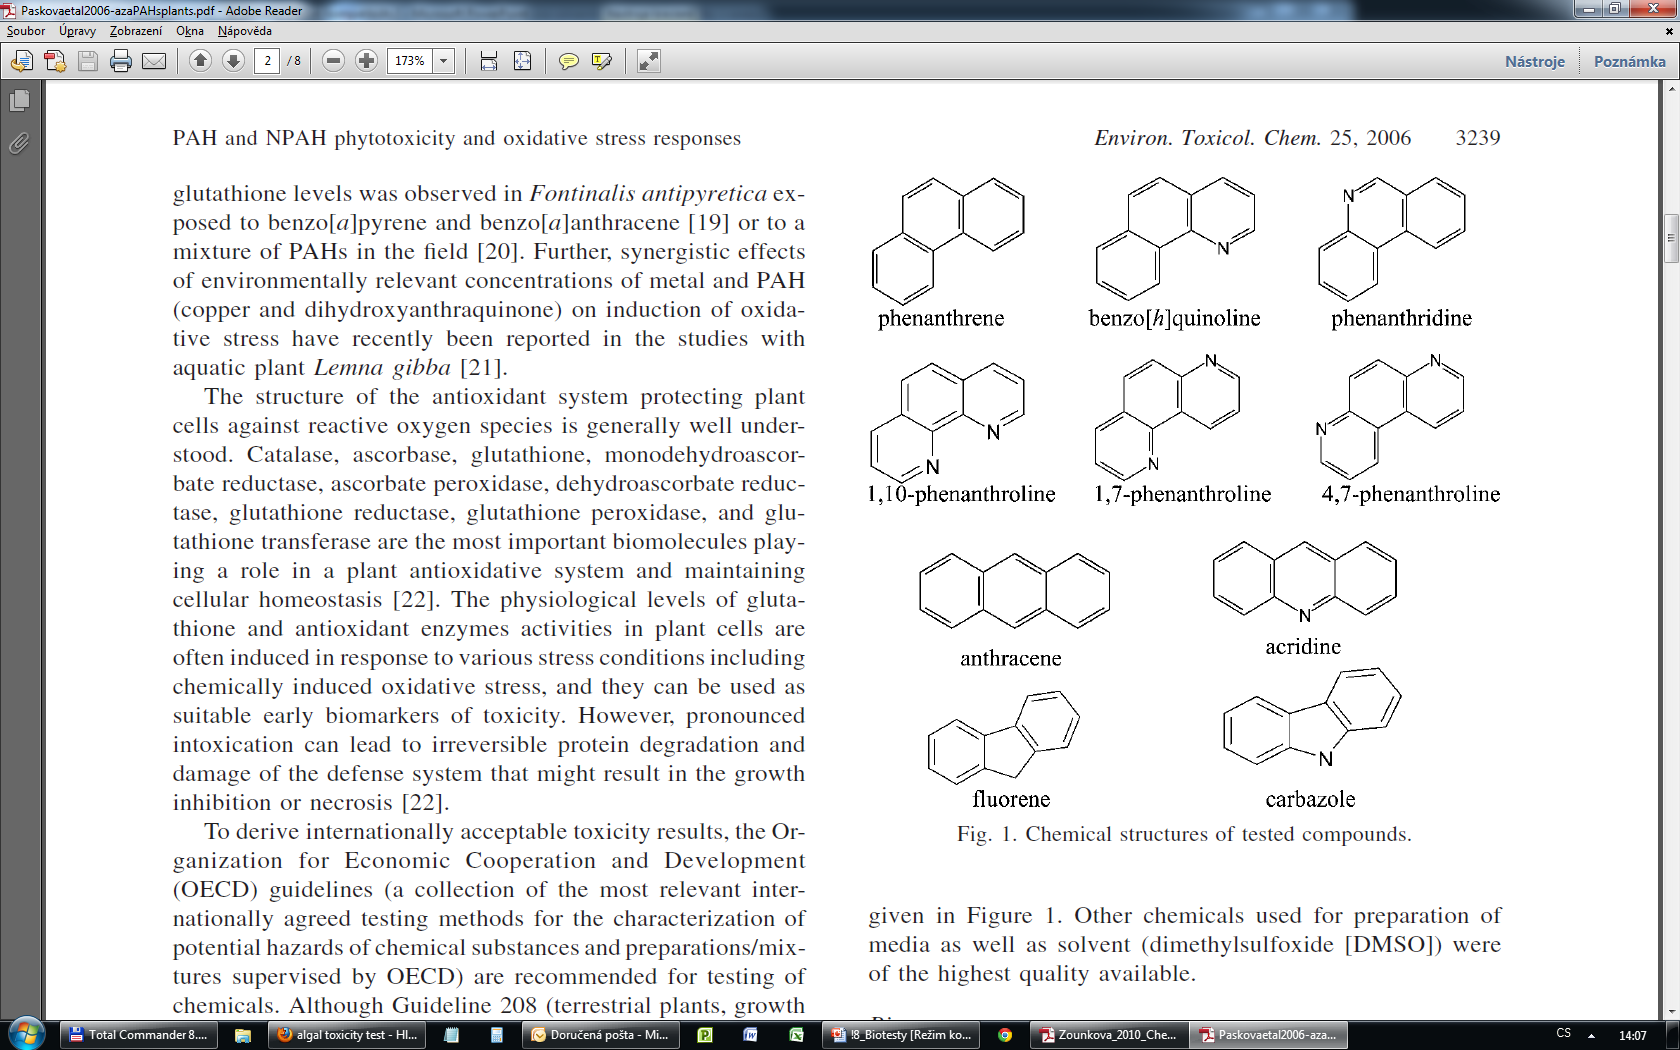 Paskovaetal2006-azaPAHsplants.pdf - Adobe Reader
Soubor Úpravy Zobrazení Okna Nápověda
2 / 8 173% Nástroje Poznámka
PAH and NPAH phytotoxicity and oxidative stress responses
Environ. Toxicol. Chem. 25, 2006 3239
glutathione levels was observed in Fontinalis antipyretica ex-
posed to benzo[a]pyrene and benzo[a]anthracene [19] or to a
mixture of PAHs in the field [20]. Further, synergistic effects
of environmentally relevant concentrations of metal and PAH
(copper and dihydroxyanthraquinone) on induction of oxida-
tive stress have recently been reported in the studies with
aquatic plant Lemna gibba [21].
The structure of the antioxidant system protecting plant
cells against reactive oxygen species is generally well under-
stood. Catalase, ascorbase, glutathione, monodehydroascor-
bate reductase, ascorbate peroxidase, dehydroascorbate reduc-
tase, glutathione reductase, glutathione peroxidase, and glu-
tathione transferase are the most important biomolecules play-
ing a role in a plant antioxidative system and maintaining
cellular homeostasis [22]. The physiological levels of gluta-
thione and antioxidant enzymes activities in plant cells are
often induced in response to various stress conditions including
chemically induced oxidative stress, and they can be used as
suitable early biomarkers of toxicity. However, pronounced
intoxication can lead to irreversible protein degradation and
damage of the defense system that might result in the growth
inhibition or necrosis [22].
To derive internationally acceptable toxicity results, the Or-
ganization for Economic Cooperation and Development
(OECD) guidelines (a collection of the most relevant inter-
nationally agreed testing methods for the characterization of
potential hazards of chemical substances and preparations/mix-
tures supervised by OECD) are recommended for testing of
chemicals. Although Guideline 208 (terrestrial plants, growth
N
N
phenanthrene benzo[h]quinoline phenanthridine
N N
N N
N N
1,10-phenanthroline 1,7-phenanthroline 4,7-phenanthroline
N
anthracene acridine
N
fluorene carbazole
Fig. 1. Chemical structures of tested compounds.
given in Figure 1. Other chemicals used for preparation of
media as well as solvent (dimethylsulfoxide [DMSO]) were
of the highest quality available.
Total Commander 8.... algal toxicity test - Hl... Doručená pošta - Mi... !8_Biotesty [Režim ko... Zounkova_2010_Che... Paskovaetal2006-aza... CS 14:07